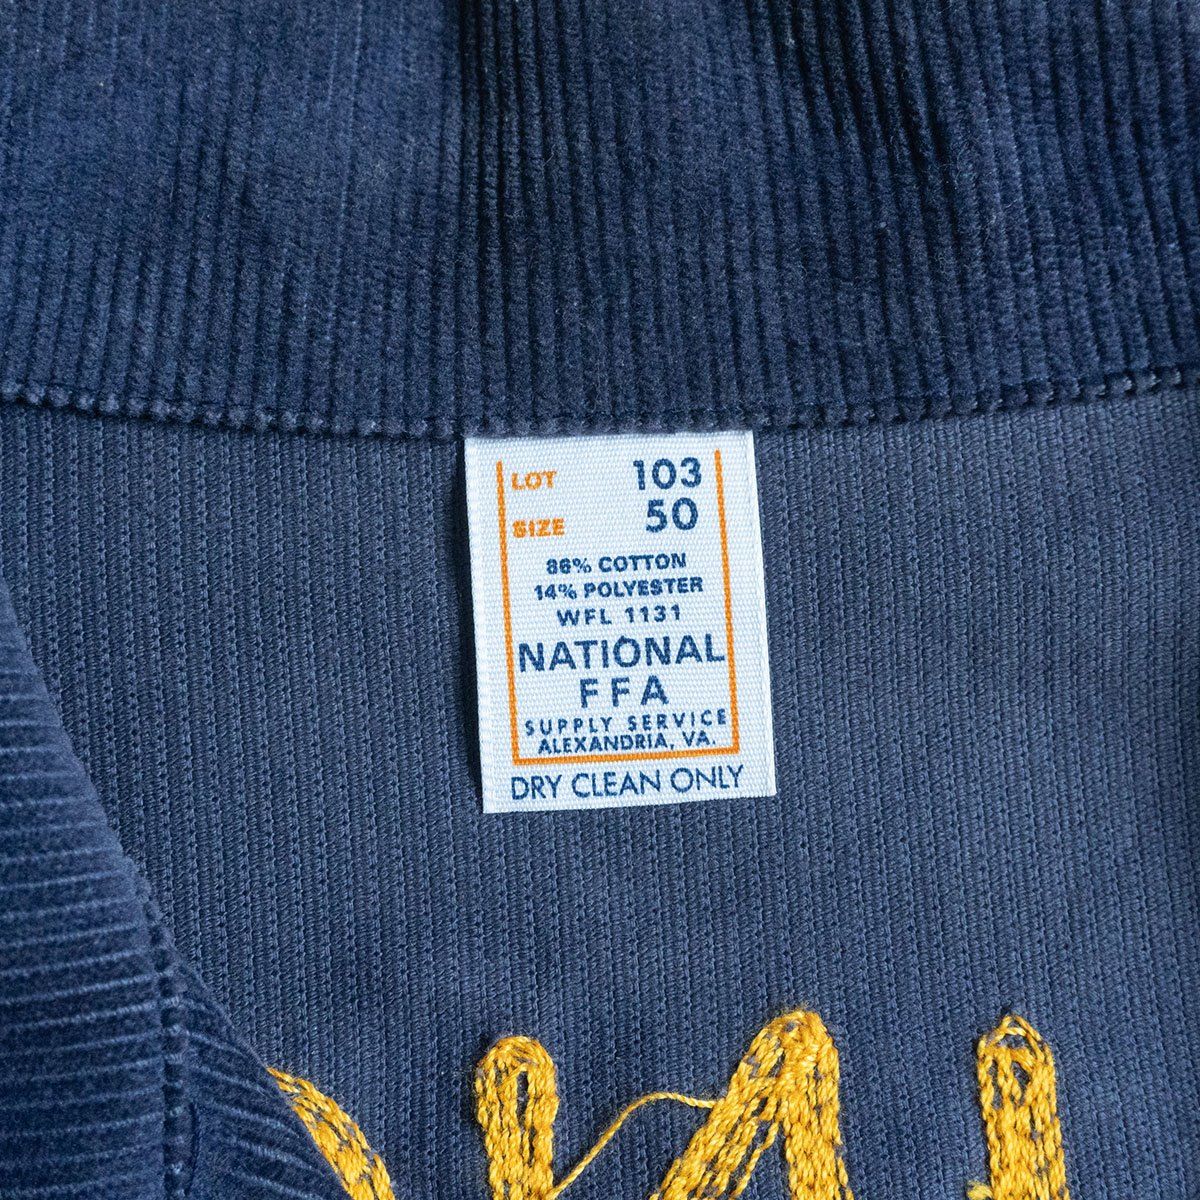 LOT 103
SIZE 50
86% COTTON
14% POLYESTER
WFL 1131
NATIONAL
FFA
SUPPLY SERVICE
ALEXANDRIA, VA.
DRY CLEAN ONLY